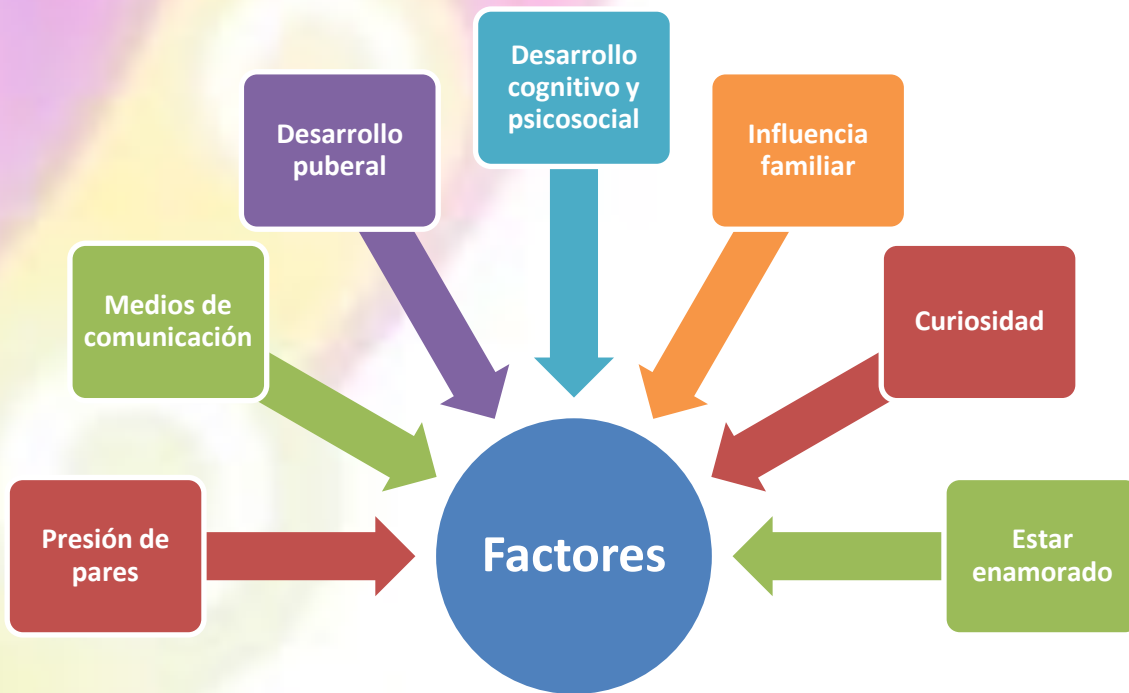 Desarrollo
cognitivo y
psicosocial
Desarrollo
puberal
Influencia
familiar
Medios de
comunicación
Curiosidad
Presión de
pares
Factores
Estar
enamorado